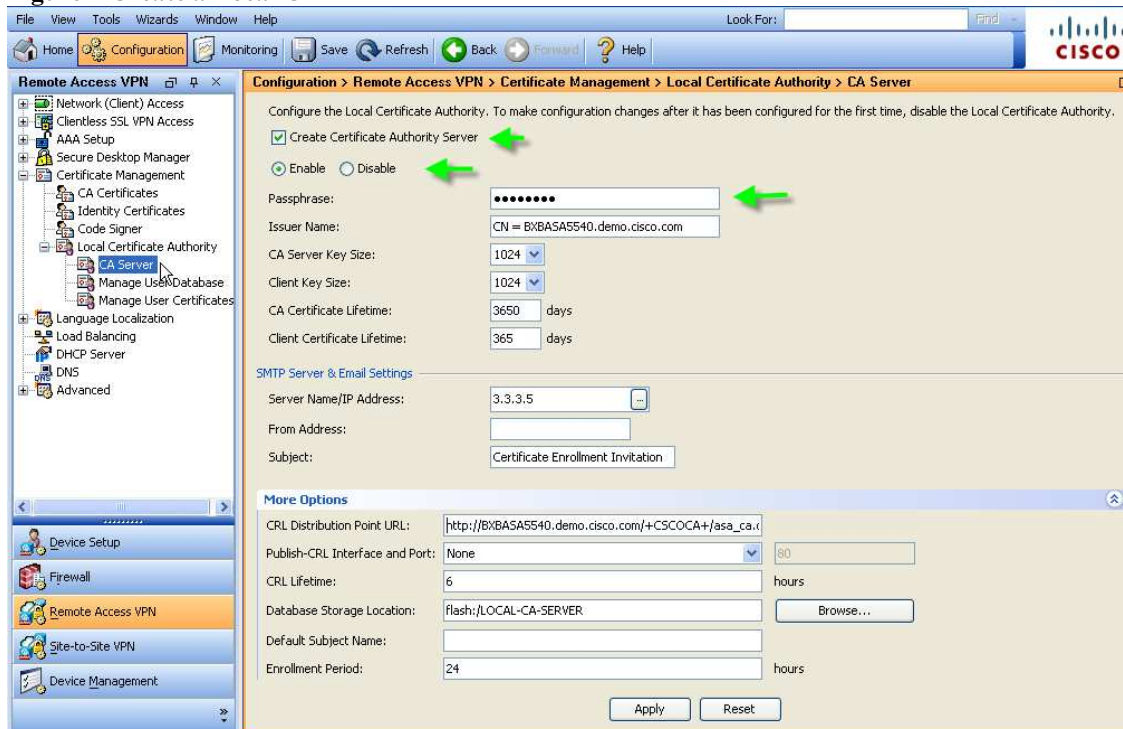 File View Tools Wizards Window Help Look For: Find
Home Configuration Monitoring Save Refresh Back Forward Help
CISCO
Remote Access VPN
Network (Client) Access
Clientless SSL VPN Access
AAA Setup
Secure Desktop Manager
Certificate Management
CA Certificates
Identity Certificates
Code Signer
Local Certificate Authority
CA Server
Manage User Database
Manage User Certificates
Language Localization
Load Balancing
DHCP Server
DNS
Advanced
Device Setup
Firewall
Remote Access VPN
Site-to-Site VPN
Device Management
Configuration > Remote Access VPN > Certificate Management > Local Certificate Authority > CA Server
Configure the Local Certificate Authority. To make configuration changes after it has been configured for the first time, disable the Local Certificate Authority.
Create Certificate Authority Server
Enable Disable
Passphrase: ••••••••
Issuer Name: CN = BXBASA5540.demo.cisco.com
CA Server Key Size: 1024
Client Key Size: 1024
CA Certificate Lifetime: 3650 days
Client Certificate Lifetime: 365 days
SMTP Server & Email Settings
Server Name/IP Address: 3.3.3.5 ...
From Address:
Subject: Certificate Enrollment Invitation
More Options
CRL Distribution Point URL: http://BXBASA5540.demo.cisco.com/+CSCOCA+/asa_ca.c
Publish-CRL Interface and Port: None 80
CRL Lifetime: 6 hours
Database Storage Location: flash:/LOCAL-CA-SERVER Browse...
Default Subject Name:
Enrollment Period: 24 hours
Apply Reset